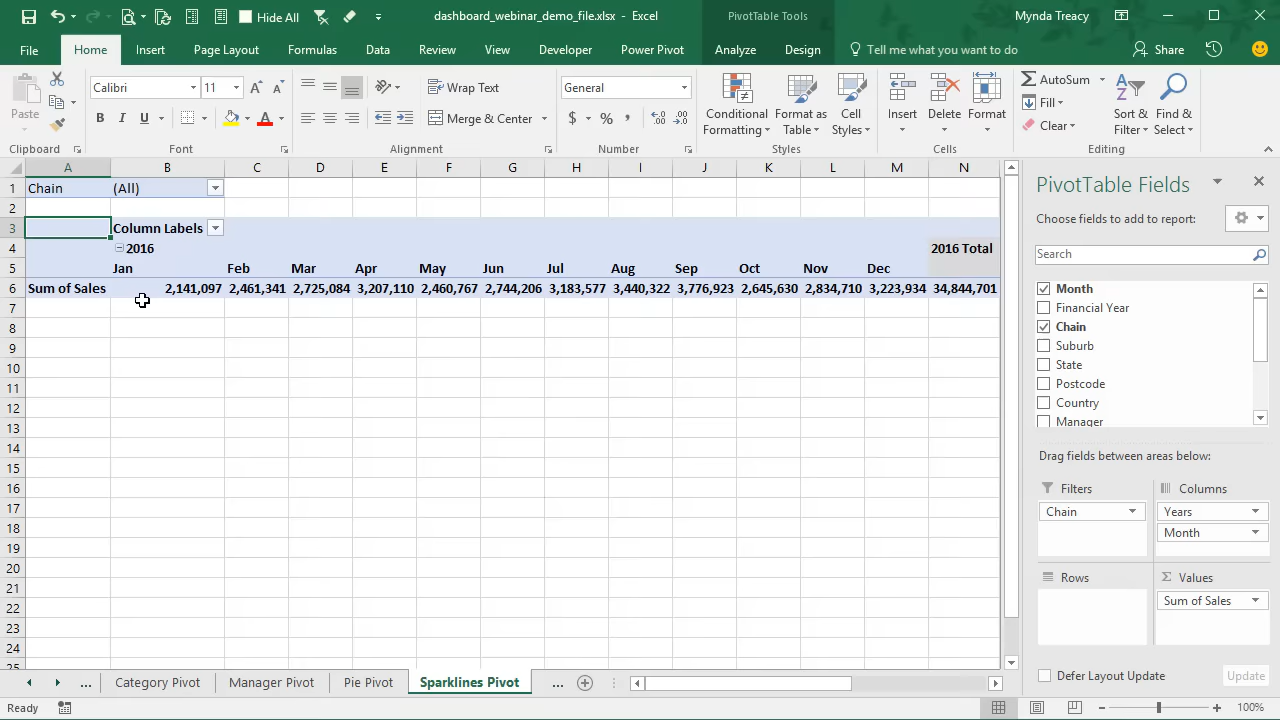 Hide All
dashboard_webinar_demo_file.xlsx - Excel
PivotTable Tools
Mynda Treacy
File Home Insert Page Layout Formulas Data Review View Developer Power Pivot Analyze Design Tell me what you want to do Share
Paste
Clipboard
Calibri 11
B I U
Font
Wrap Text
Merge & Center
Alignment
General
$ % ,
Number
Conditional Formatting
Format as Table
Cell Styles
Styles
Insert Delete Format
Cells
AutoSum
Fill
Clear
Sort & Filter
Find & Select
Editing
A B C D E F G H I J K L M N
1 Chain (All)
2
3 Column Labels
4 2016 2016 Total
5 Jan Feb Mar Apr May Jun Jul Aug Sep Oct Nov Dec
6 Sum of Sales 2,141,097 2,461,341 2,725,084 3,207,110 2,460,767 2,744,206 3,183,577 3,440,322 3,776,923 2,645,630 2,834,710 3,223,934 34,844,701
7
8
9
10
11
12
13
14
15
16
17
18
19
20
21
22
23
24
25
PivotTable Fields
Choose fields to add to report:
Search
Month
Financial Year
Chain
Suburb
State
Postcode
Country
Manager
Drag fields between areas below:
Filters
Chain
Columns
Years
Month
Rows
Σ Values
Sum of Sales
Defer Layout Update
Update
... Category Pivot Manager Pivot Pie Pivot Sparklines Pivot ...
Ready
100%